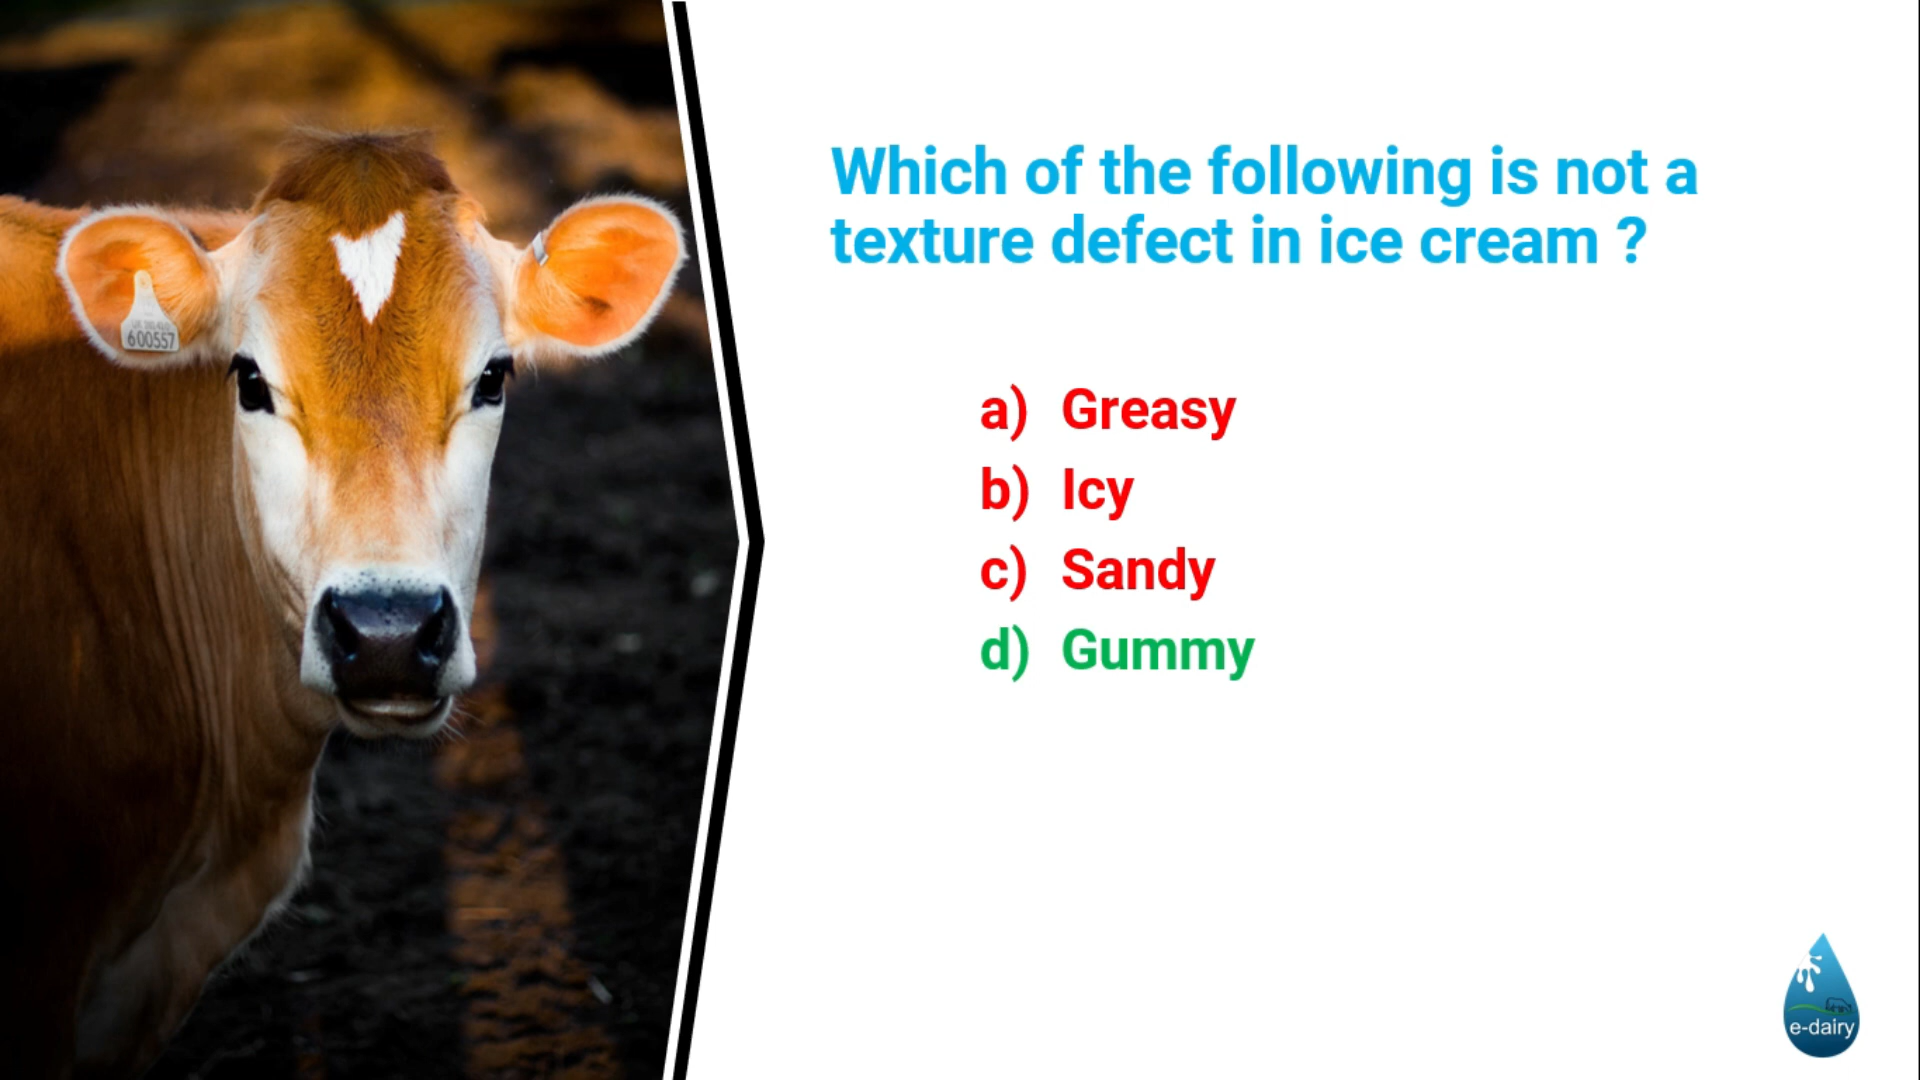 Which of the following is not a
texture defect in ice cream ?
a) Greasy
b) Icy
c) Sandy
d) Gummy
600557
e-dairy